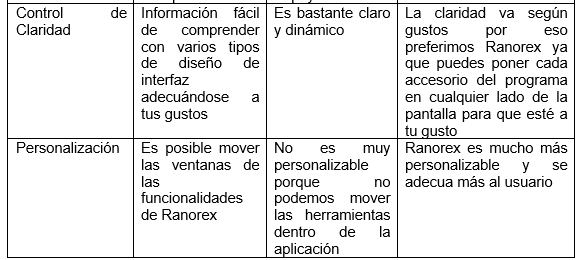 Control de
Claridad
Información fácil
de comprender
con varios tipos
de diseño de
interfaz
adecuándose a
tus gustos
Es bastante claro
y dinámico
La claridad va según
gustos por eso
preferimos Ranorex ya
que puedes poner cada
accesorio del programa
en cualquier lado de la
pantalla para que esté a
tu gusto
Personalización
Es posible mover
las ventanas de
las
funcionalidades
de Ranorex
No es muy
personalizable
porque no
podemos mover
las herramientas
dentro de la
aplicación
Ranorex es mucho más
personalizable y se
adecua más al usuario